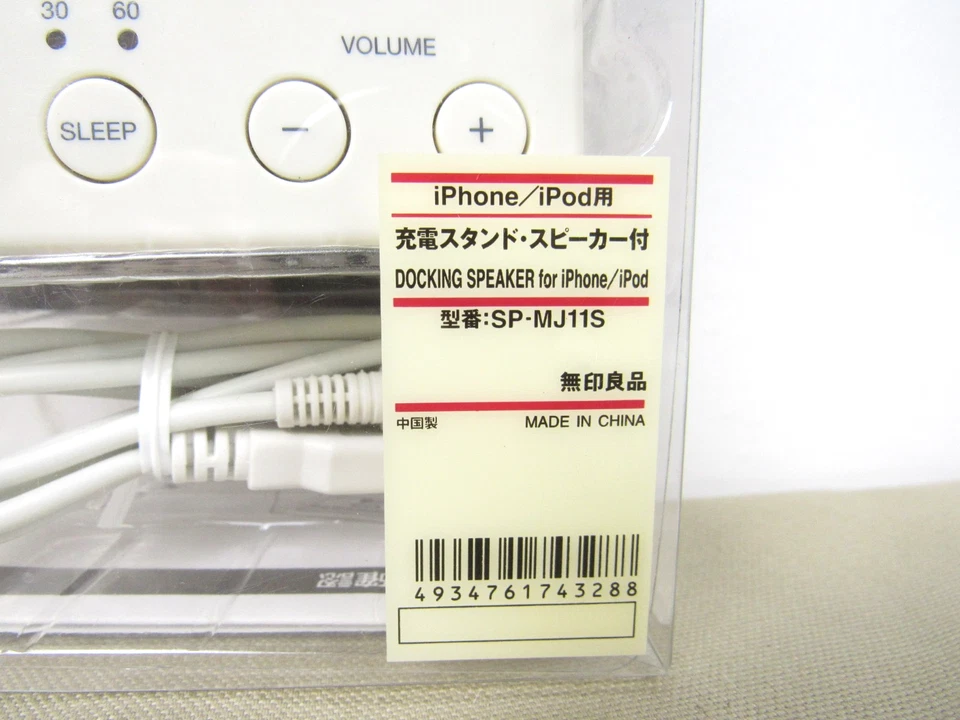 30 60
VOLUME
SLEEP - +
iPhone/iPod用
充電スタンド・スピーカー付
DOCKING SPEAKER for iPhone/iPod
型番:SP-MJ11S
無印良品
中国製 MADE IN CHINA
4934761743288